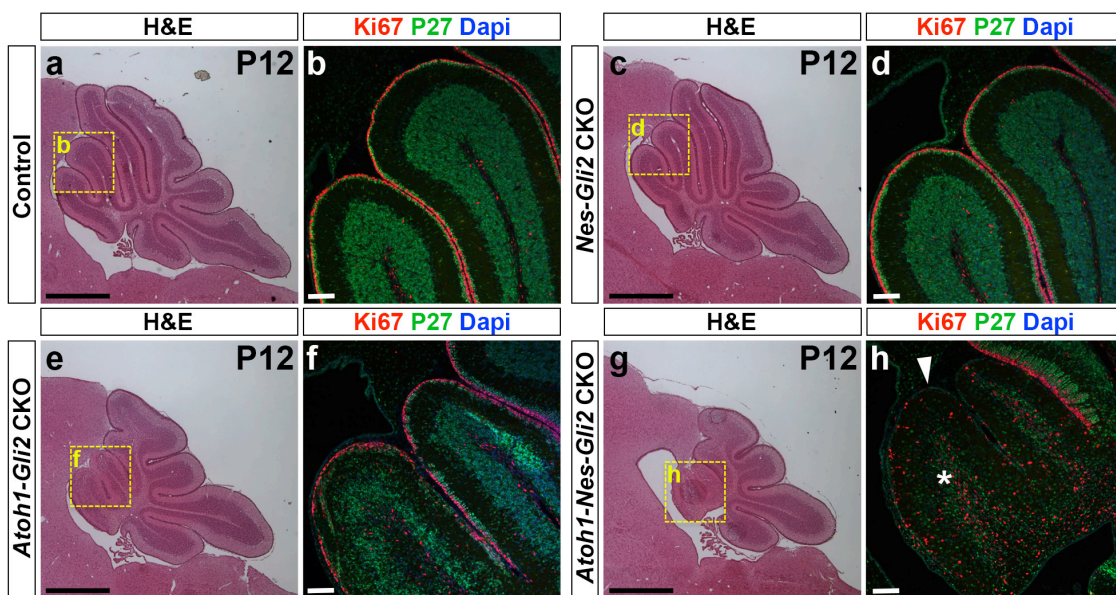 H&E Ki67 P27 Dapi H&E Ki67 P27 Dapi
Control a P12 b b Nes-Gli2 CKO c P12 d d
H&E Ki67 P27 Dapi H&E Ki67 P27 Dapi
Atoh1-Gli2 CKO e P12 f f Atoh1-Nes-Gli2 CKO g P12 h h
*